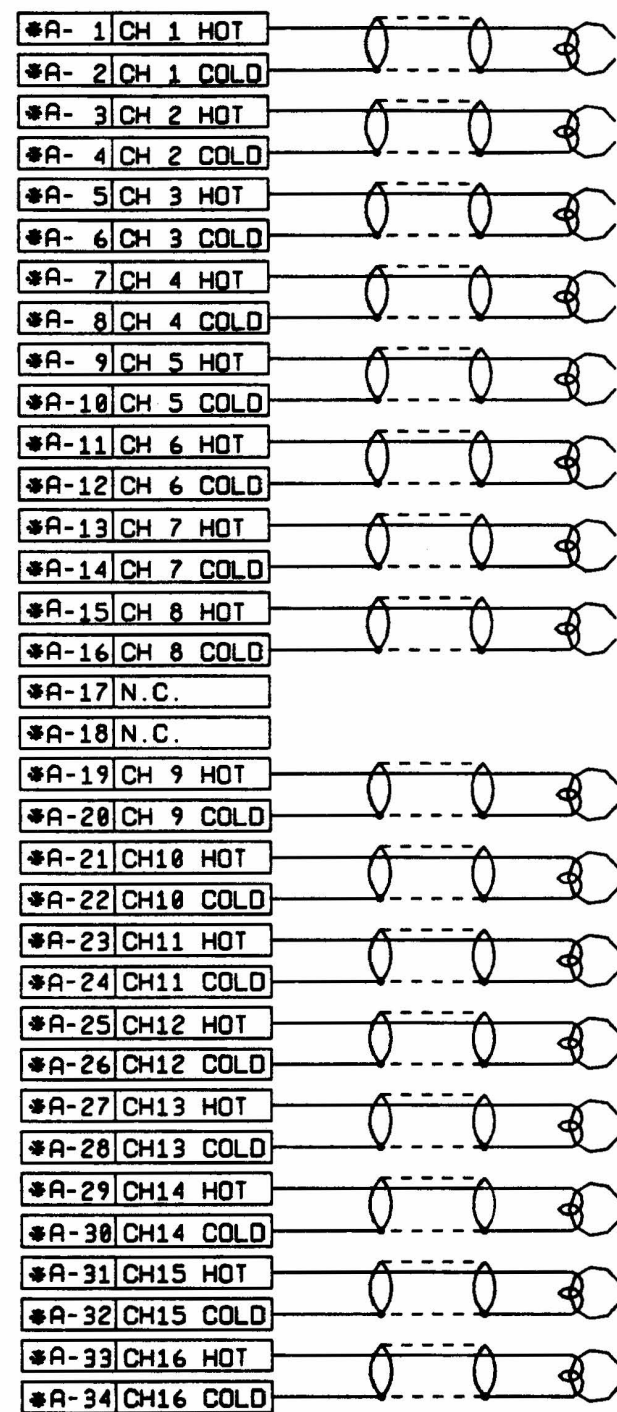 *A- 1 CH 1 HOT
*A- 2 CH 1 COLD
*A- 3 CH 2 HOT
*A- 4 CH 2 COLD
*A- 5 CH 3 HOT
*A- 6 CH 3 COLD
*A- 7 CH 4 HOT
*A- 8 CH 4 COLD
*A- 9 CH 5 HOT
*A-10 CH 5 COLD
*A-11 CH 6 HOT
*A-12 CH 6 COLD
*A-13 CH 7 HOT
*A-14 CH 7 COLD
*A-15 CH 8 HOT
*A-16 CH 8 COLD
*A-17 N.C.
*A-18 N.C.
*A-19 CH 9 HOT
*A-20 CH 9 COLD
*A-21 CH10 HOT
*A-22 CH10 COLD
*A-23 CH11 HOT
*A-24 CH11 COLD
*A-25 CH12 HOT
*A-26 CH12 COLD
*A-27 CH13 HOT
*A-28 CH13 COLD
*A-29 CH14 HOT
*A-30 CH14 COLD
*A-31 CH15 HOT
*A-32 CH15 COLD
*A-33 CH16 HOT
*A-34 CH16 COLD